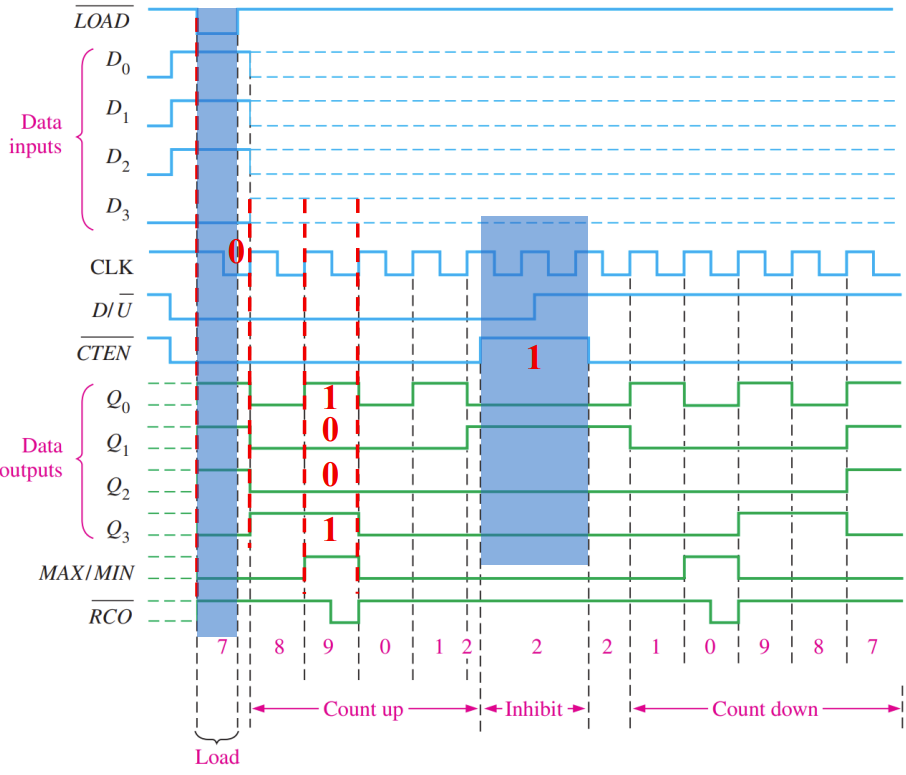 LOAD
D0
D1
Data
inputs
D2
D3
0
CLK
D/U
CTEN
1
Q0
1
Q1
0
Data
outputs
Q2
0
Q3
1
MAX/MIN
RCO
7 8 9 0 1 2 2 2 1 0 9 8 7
Count up Inhibit Count down
Load